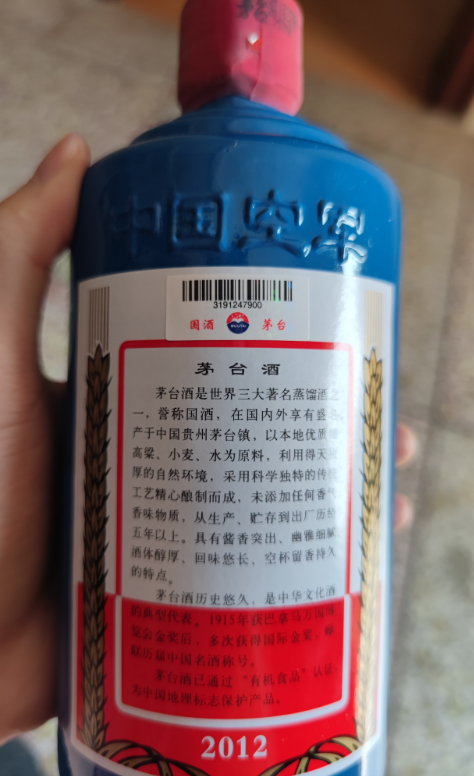 中国空军
3191247900
国酒 茅台
茅台酒
茅台酒是世界三大著名蒸馏酒之
一，誉称国酒，在国内外享有盛
产于中国贵州茅台镇，以本地优质
高粱、小麦、水为原料，利用得天
厚的自然环境，采用科学独特的传统
工艺精心酿制而成，未添加任何香气
香味物质，从生产、贮存到出厂历经
五年以上。具有酱香突出、幽雅细腻
酒体醇厚、回味悠长、空杯留香持久
的特点。
茅台酒历史悠久，是中华文化酒
的典型代表。1915年获巴拿马万国博
览会金奖后，多次获得国际金奖，蝉
联历届中国名酒称号。
茅台酒已通过“有机食品”认证，
为中国地理标志保护产品。
2012